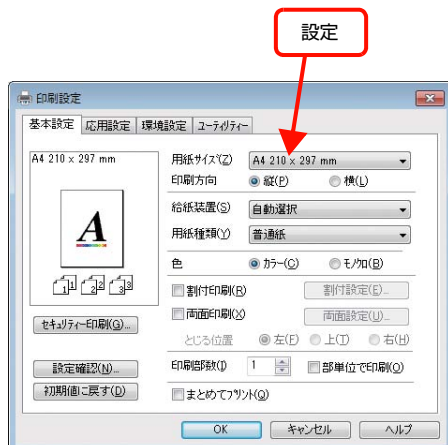 設定
印刷設定
基本設定 応用設定 環境設定 ユーティリティー
A4 210 x 297 mm
用紙サイズ(Z) A4 210 x 297 mm
印刷方向 縦(P) 横(L)
給紙装置(S) 自動選択
用紙種類(Y) 普通紙
A
色 カラー(C) モノクロ(B)
1 1 2 2 3 3
割付印刷(R) 割付設定(E)...
両面印刷(X) 両面設定(U)...
セキュリティー印刷(G)...
とじる位置 左(F) 上(T) 右(H)
設定確認(N)... 印刷部数(I) 1 部単位で印刷(O)
初期値に戻す(D) まとめてプリント(Q)
OK キャンセル ヘルプ